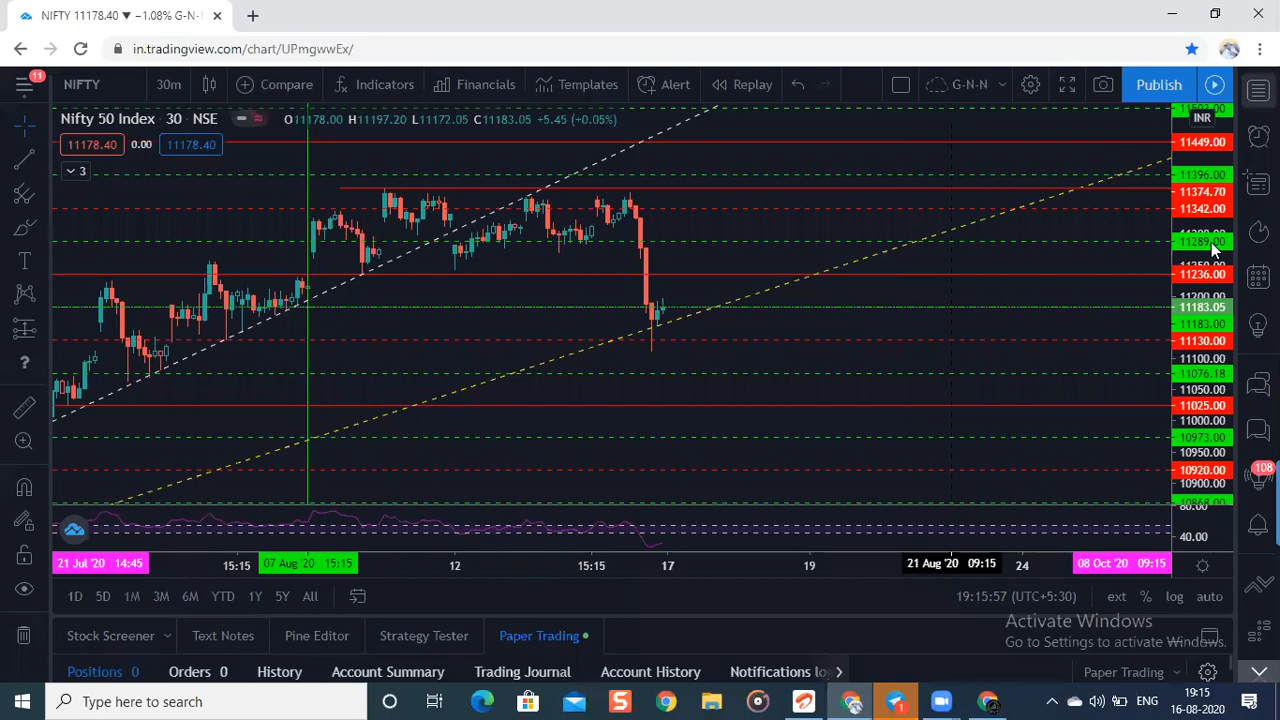 NIFTY 11178.40 ▼ −1.08% G-N-
in.tradingview.com/chart/UPmgwwEx/
11
NIFTY 30m Compare Indicators Financials Templates Alert Replay G-N-N Publish
Nifty 50 Index · 30 · NSE O11178.00 H11197.20 L11172.05 C11183.05 +5.45 (+0.05%)
11178.40 0.00 11178.40
3
INR
11449.00
11396.00
11374.70
11342.00
11289.00
11236.00
11200.00
11183.05
11183.00
11130.00
11100.00
11076.18
11050.00
11025.00
11000.00
10973.00
10950.00
10920.00
10900.00
40.00
108
21 Jul '20 14:45 15:15 07 Aug '20 15:15 12 15:15 17 19 21 Aug '20 09:15 24 08 Oct '20 09:15
1D 5D 1M 3M 6M YTD 1Y 5Y All 19:15:57 (UTC+5:30) ext % log auto
Activate Windows
Go to Settings to activate Windows.
Stock Screener Text Notes Pine Editor Strategy Tester Paper Trading
Positions 0 Orders 0 History Account Summary Trading Journal Account History Notifications log Paper Trading
Type here to search
1
ENG
19:15
16-08-2020